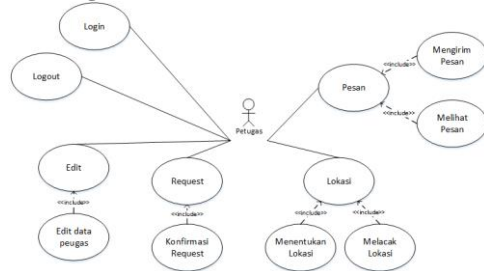 Login
Logout
Mengirim
Pesan
<<include>>
Pesan
<<include>>
Melihat
Pesan
Petugas
Edit
Request
Lokasi
<<include>>
<<include>>
<<include>>
<<include>>
Edit data
peugas
Konfirmasi
Request
Menentukan
Lokasi
Melacak
Lokasi